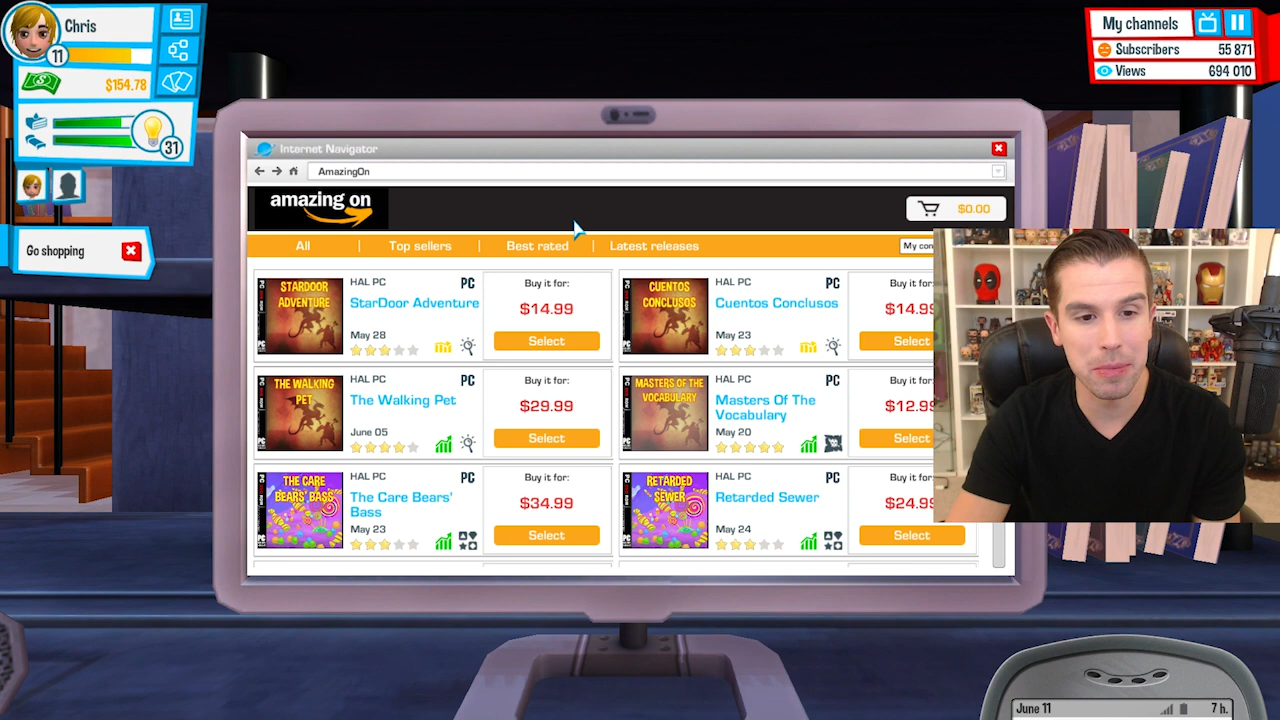 Chris
11
$154.78
31
Go shopping
My channels
Subscribers 55 871
Views 694 010
Internet Navigator
AmazingOn
amazing on
$0.00
All | Top sellers | Best rated | Latest releases
My con
STARDOOR ADVENTURE
HAL PC PC
StarDoor Adventure
May 28
Buy it for:
$14.99
Select
CUENTOS CONCLUSOS
HAL PC PC
Cuentos Conclusos
May 23
Buy it for:
$14.99
Select
THE WALKING PET
HAL PC PC
The Walking Pet
June 05
Buy it for:
$29.99
Select
MASTERS OF THE VOCABULARY
HAL PC PC
Masters Of The
Vocabulary
May 20
Buy it for:
$12.99
Select
THE CARE BEARS' BASS
HAL PC PC
The Care Bears'
Bass
May 23
Buy it for:
$34.99
Select
RETARDED SEWER
HAL PC PC
Retarded Sewer
May 24
Buy it for:
$24.99
Select
June 11 7 h.